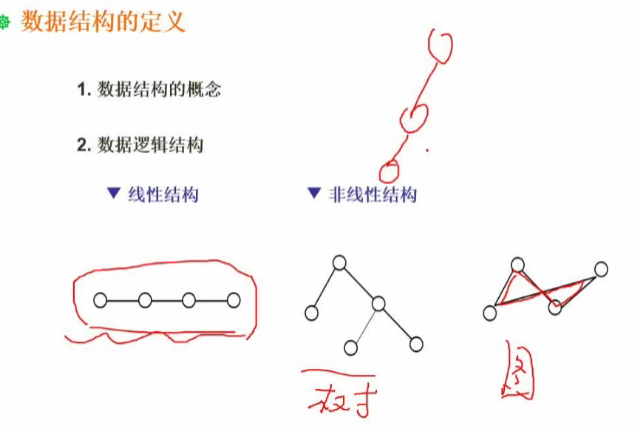 数据结构的定义
1. 数据结构的概念
2. 数据逻辑结构
▼ 线性结构
▼ 非线性结构
树
图